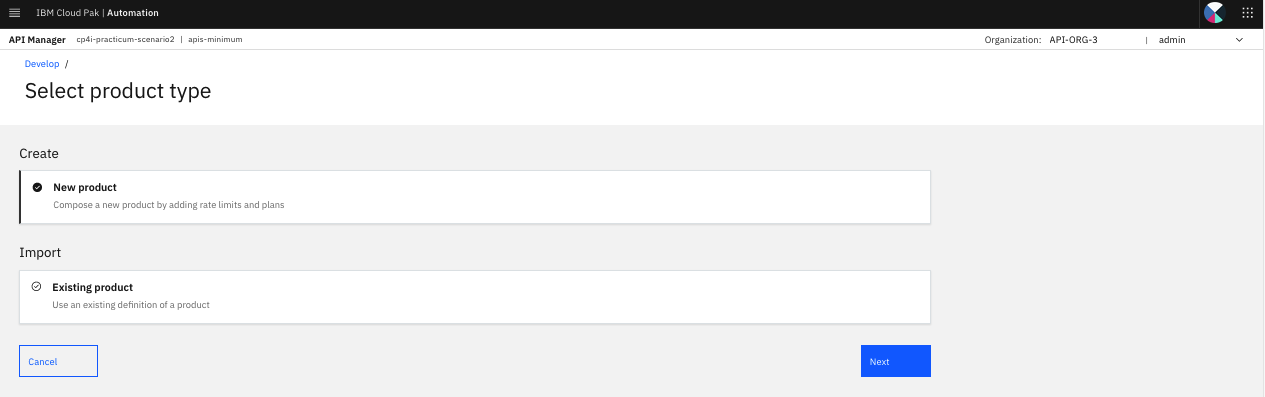 IBM Cloud Pak | Automation
API Manager cp4i-practicum-scenario2 | apis-minimum Organization: API-ORG-3 | admin
Develop /
Select product type
Create
New product
Compose a new product by adding rate limits and plans
Import
Existing product
Use an existing definition of a product
Cancel Next